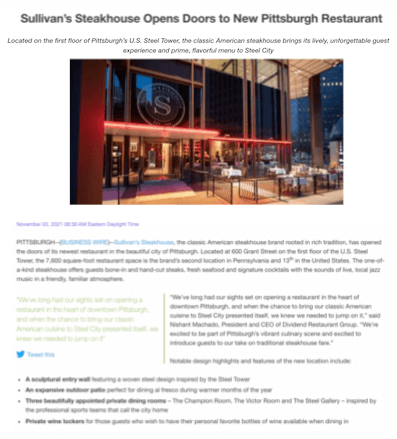 Sullivan's Steakhouse Opens Doors to New Pittsburgh Restaurant
Located on the first floor of Pittsburgh's U.S. Steel Tower, the classic American steakhouse brings its lively, unforgettable guest
experience and prime, flavorful menu to Steel City
S
November 03, 2021 08:30 AM Eastern Daylight Time
PITTSBURGH--(BUSINESS WIRE)--Sullivan's Steakhouse, the classic American steakhouse brand rooted in rich tradition, has opened
the doors of its newest restaurant in the beautiful city of Pittsburgh. Located at 600 Grant Street on the first floor of the U.S. Steel
Tower, the 7,800 square-foot restaurant space is the brand's second location in Pennsylvania and 13th in the United States. The one-of-
a-kind steakhouse offers guests bone-in and hand-cut steaks, fresh seafood and signature cocktails with the sounds of live, local jazz
music in a friendly, familiar atmosphere.
"We've long had our sights set on opening a
restaurant in the heart of downtown Pittsburgh,
and when the chance to bring our classic
American cuisine to Steel City presented itself, we
knew we needed to jump on it"
Tweet this
"We've long had our sights set on opening a restaurant in the heart of
downtown Pittsburgh, and when the chance to bring our classic American
cuisine to Steel City presented itself, we knew we needed to jump on it," said
Nishant Machado, President and CEO of Dividend Restaurant Group. "We're
excited to be part of Pittsburgh's vibrant culinary scene and excited to
introduce guests to our take on traditional steakhouse fare."
Notable design highlights and features of the new location include:
• A sculptural entry wall featuring a woven steel design inspired by the Steel Tower
• An expansive outdoor patio perfect for dining al fresco during warmer months of the year
• Three beautifully appointed private dining rooms – The Champion Room, The Victor Room and The Steel Gallery – inspired
by the professional sports teams that call the city home
• Private wine lockers for those guests who wish to have their personal favorite bottles of wine available when dining in